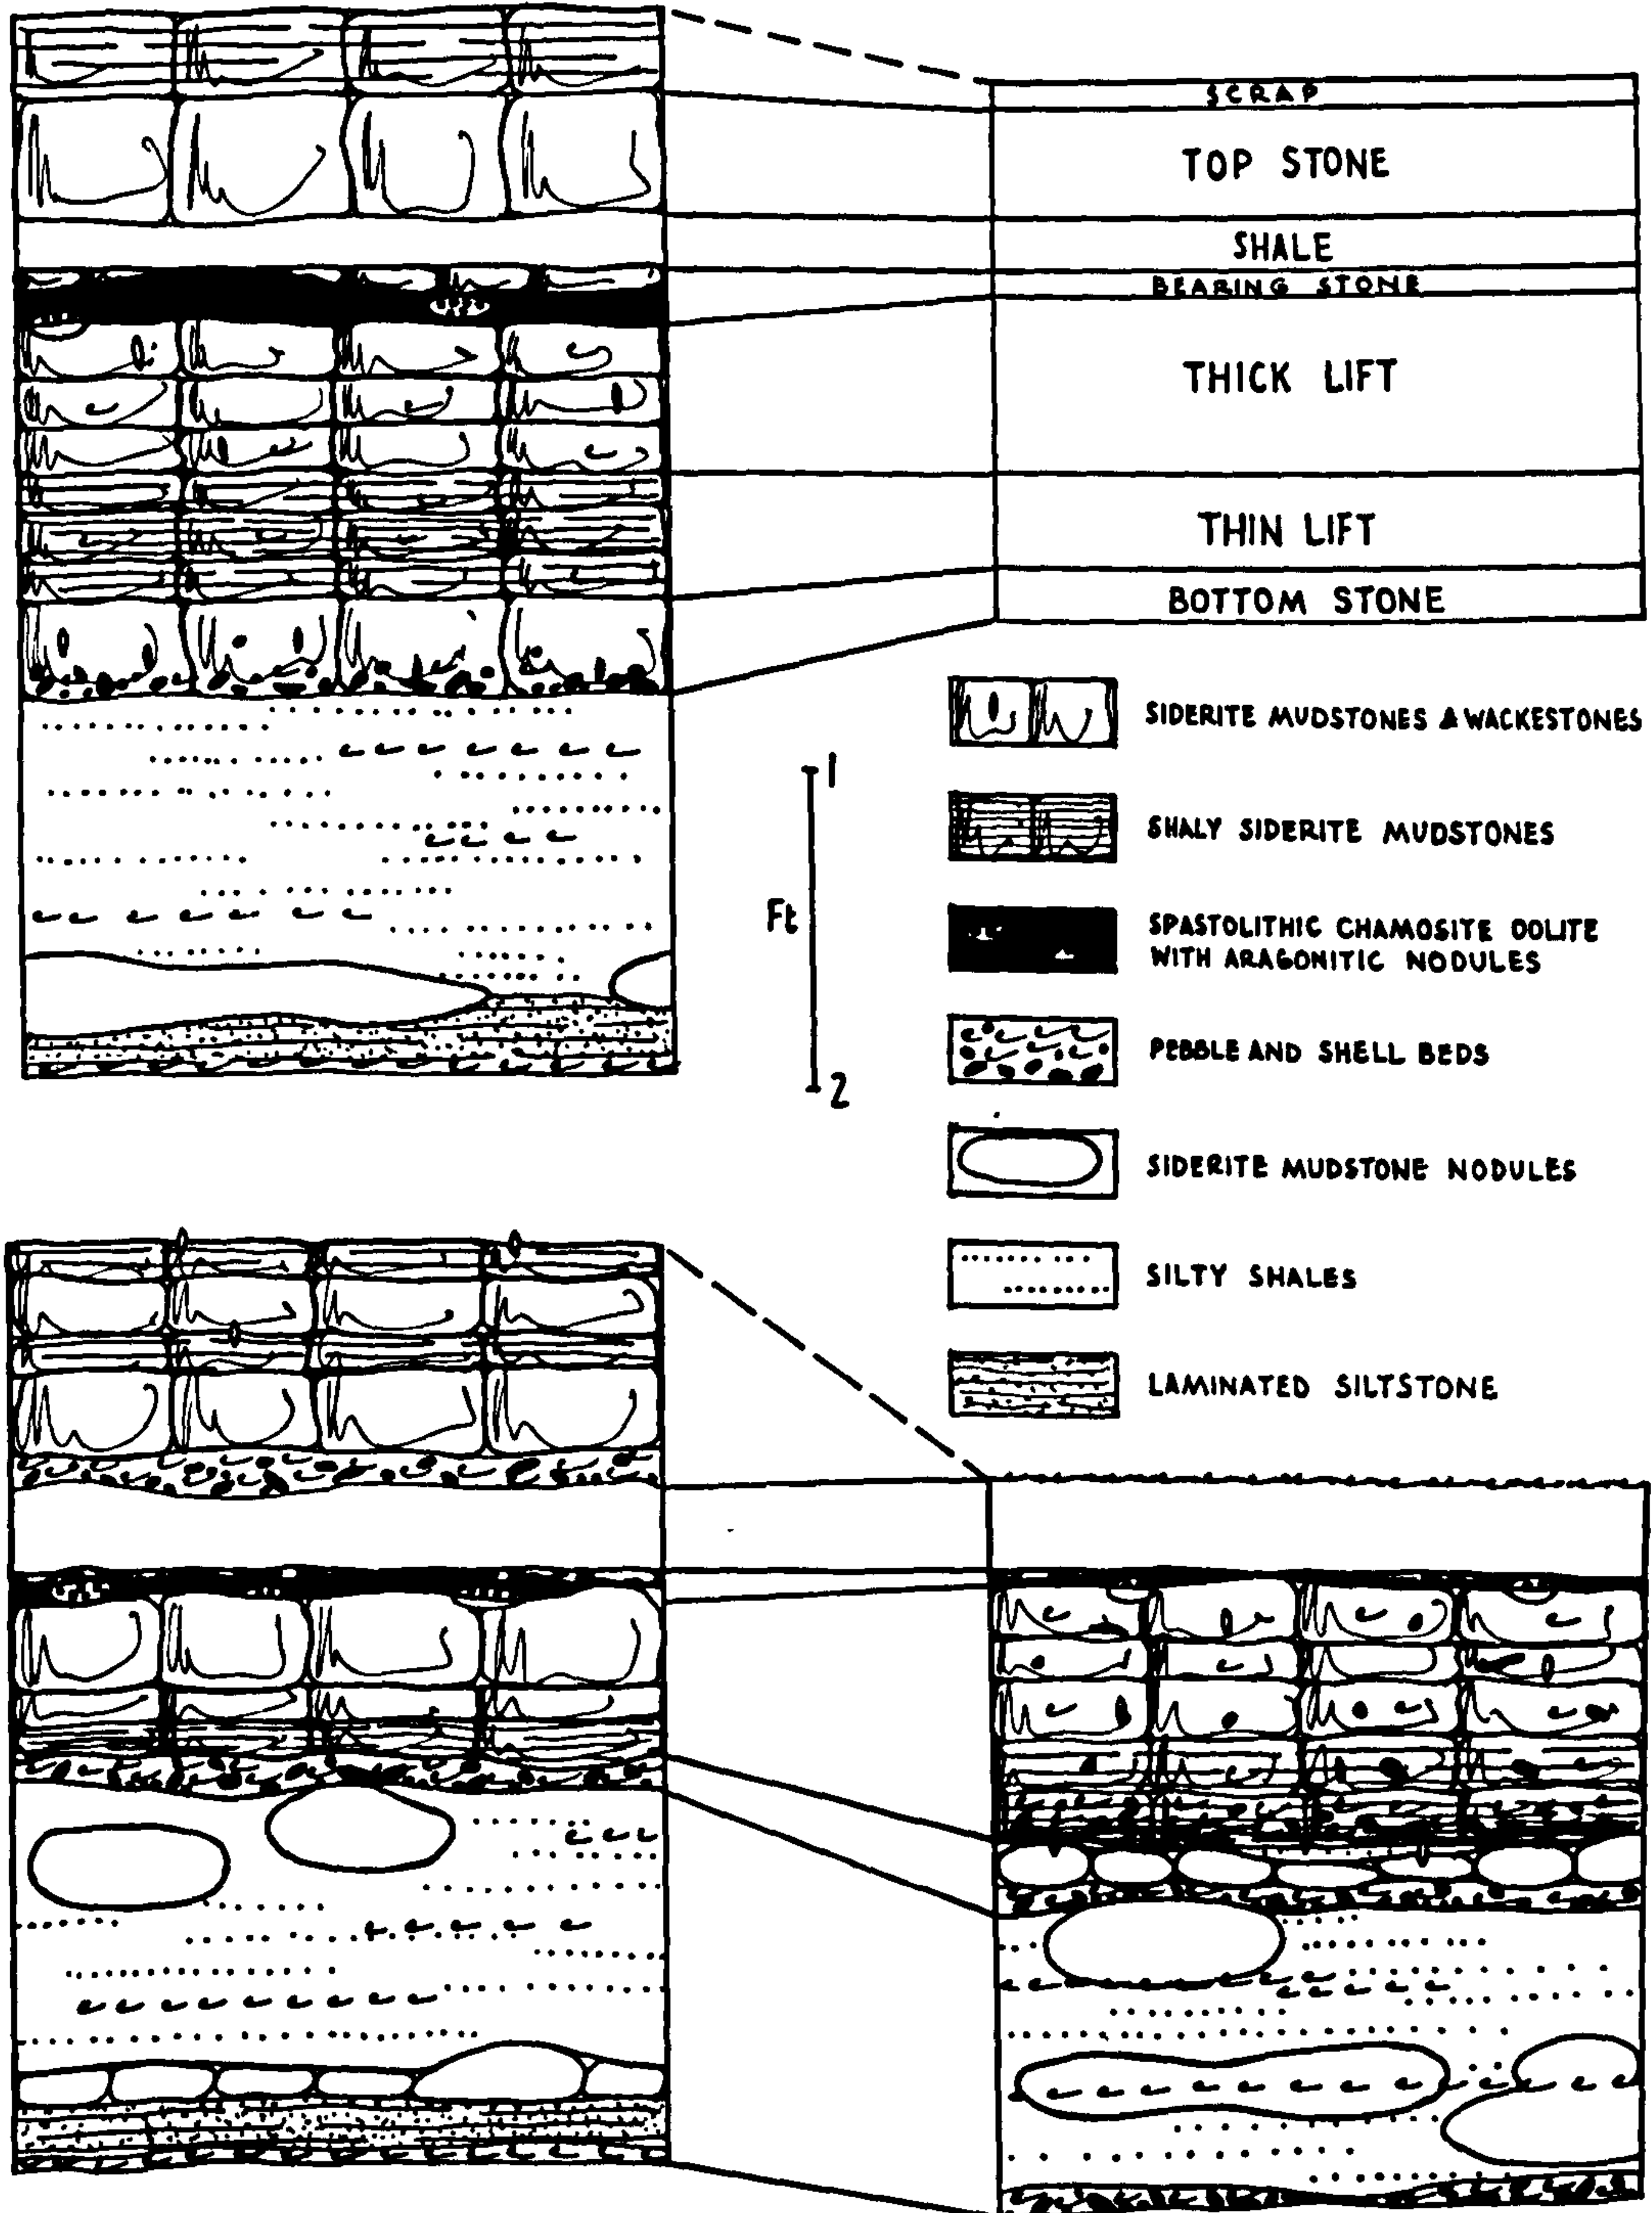 SCRAP
TOP STONE
SHALE
BEARING STONE
THICK LIFT
THIN LIFT
BOTTOM STONE
SIDERITE MUDSTONES & WACKESTONES
1
SHALY SIDERITE MUDSTONES
Ft
SPASTOLITHIC CHAMOSITE OOLITE
WITH ARAGONITIC NODULES
PEBBLE AND SHELL BEDS
2
SIDERITE MUDSTONE NODULES
SILTY SHALES
LAMINATED SILTSTONE